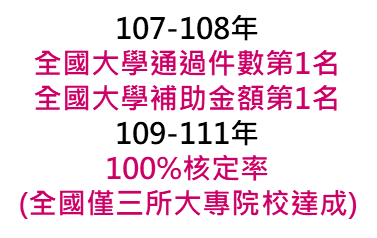 107-108年
全國大學通過件數第1名
全國大學補助金額第1名
109-111年
100%核定率
(全國僅三所大專院校達成)